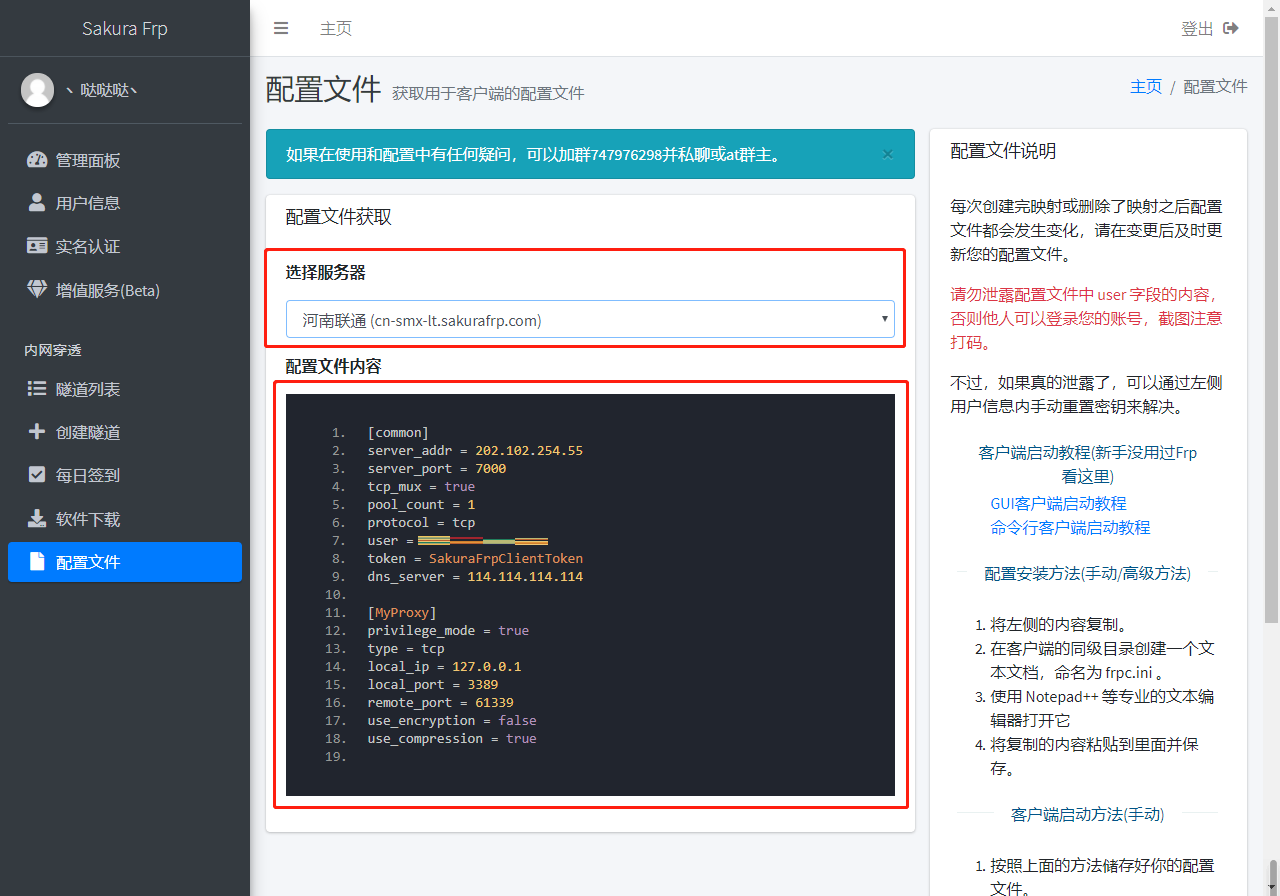 Sakura Frp
主页
登出
丶 哒哒哒丶
管理面板
用户信息
实名认证
增值服务(Beta)
内网穿透
隧道列表
创建隧道
每日签到
软件下载
配置文件
配置文件 获取用于客户端的配置文件
主页 / 配置文件
如果在使用和配置中有任何疑问，可以加群747976298并私聊或at群主。 ×
配置文件获取
选择服务器
河南联通 (cn-smx-lt.sakurafrp.com)
配置文件内容
1. [common]
2. server_addr = 202.102.254.55
3. server_port = 7000
4. tcp_mux = true
5. pool_count = 1
6. protocol = tcp
7. user =
8. token = SakuraFrpClientToken
9. dns_server = 114.114.114.114
10.
11. [MyProxy]
12. privilege_mode = true
13. type = tcp
14. local_ip = 127.0.0.1
15. local_port = 3389
16. remote_port = 61339
17. use_encryption = false
18. use_compression = true
19.
配置文件说明
每次创建完映射或删除了映射之后配置
文件都会发生变化，请在变更后及时更
新您的配置文件。
请勿泄露配置文件中 user 字段的内容，
否则他人可以登录您的账号，截图注意
打码。
不过，如果真的泄露了，可以通过左侧
用户信息内手动重置密钥来解决。
客户端启动教程(新手没用过Frp
看这里)
GUI客户端启动教程
命令行客户端启动教程
配置安装方法(手动/高级方法)
1. 将左侧的内容复制。
2. 在客户端的同级目录创建一个文
本文档，命名为 frpc.ini 。
3. 使用 Notepad++ 等专业的文本编
辑器打开它
4. 将复制的内容粘贴到里面并保
存。
客户端启动方法(手动)
1. 按照上面的方法储存好你的配置
文件。